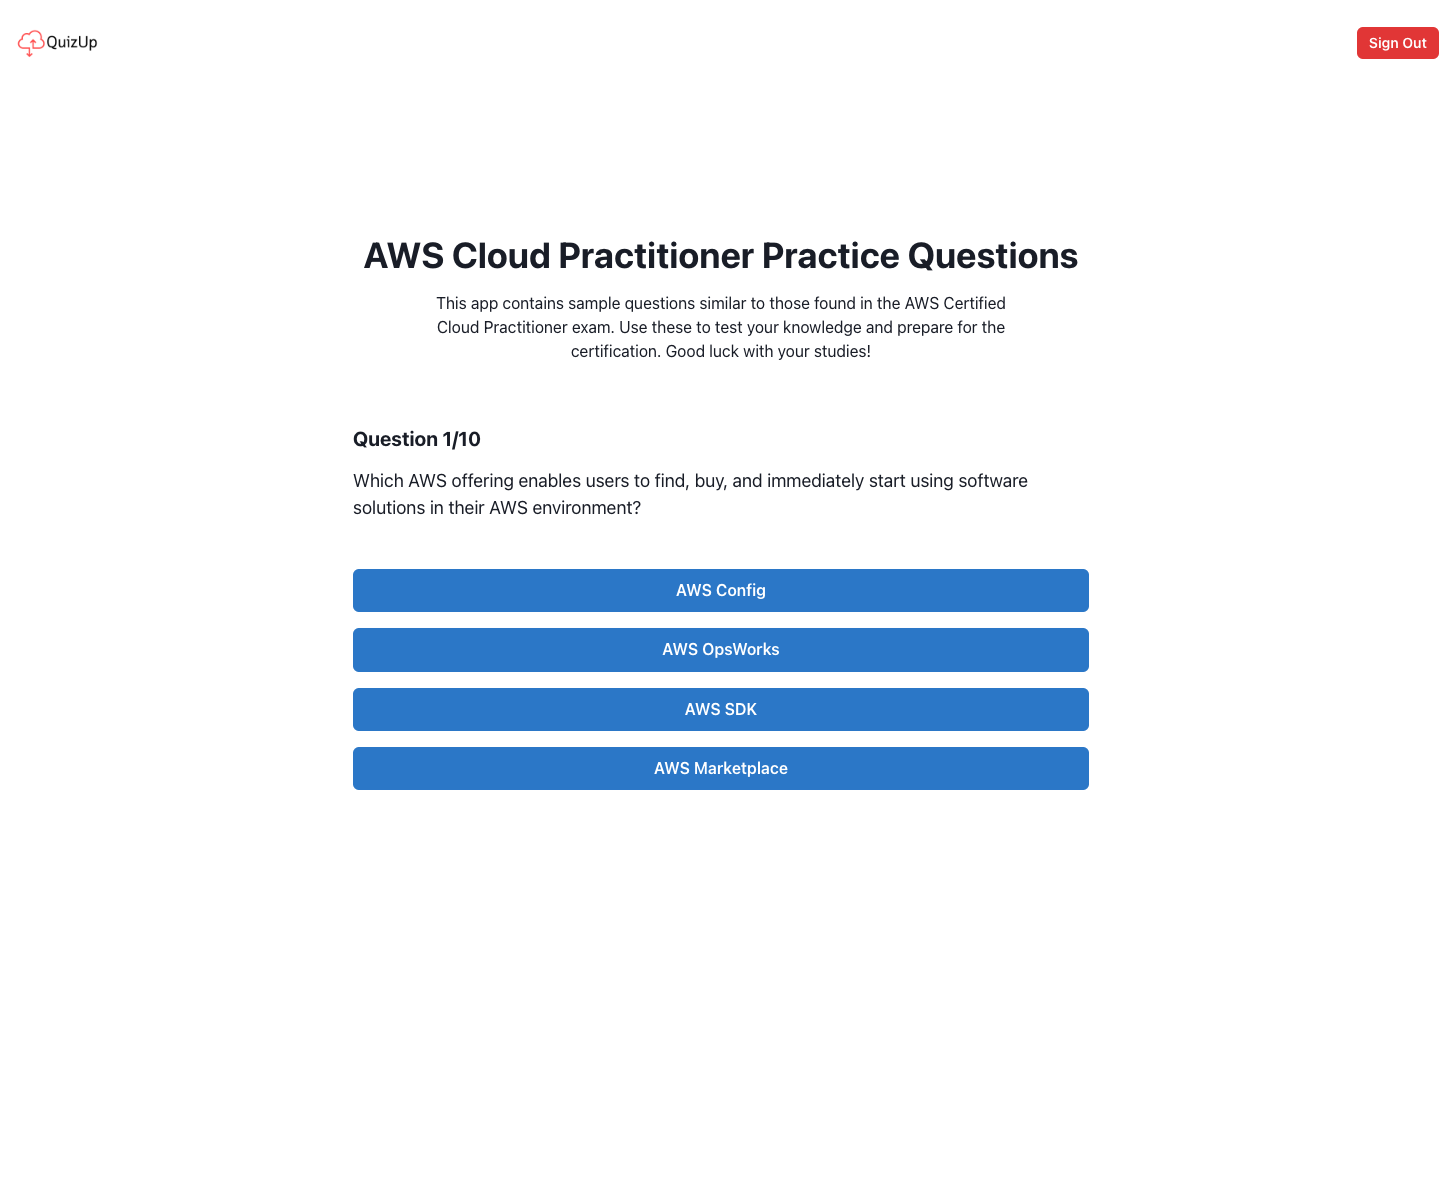 QuizUp
Sign Out
AWS Cloud Practitioner Practice Questions
This app contains sample questions similar to those found in the AWS Certified
Cloud Practitioner exam. Use these to test your knowledge and prepare for the
certification. Good luck with your studies!
Question 1/10
Which AWS offering enables users to find, buy, and immediately start using software
solutions in their AWS environment?
AWS Config
AWS OpsWorks
AWS SDK
AWS Marketplace